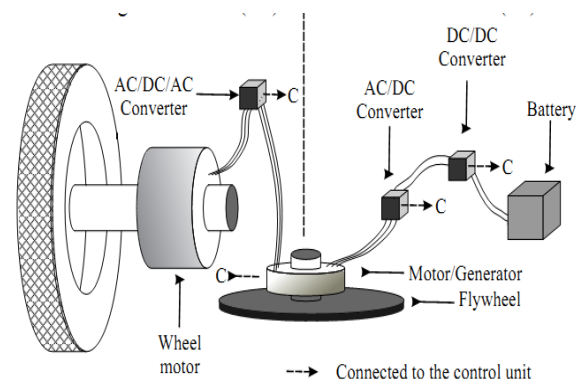 DC/DC
Converter
AC/DC/AC
Converter
C
AC/DC
Converter
Battery
C
C
C
Motor/Generator
Flywheel
Wheel
motor
Connected to the control unit